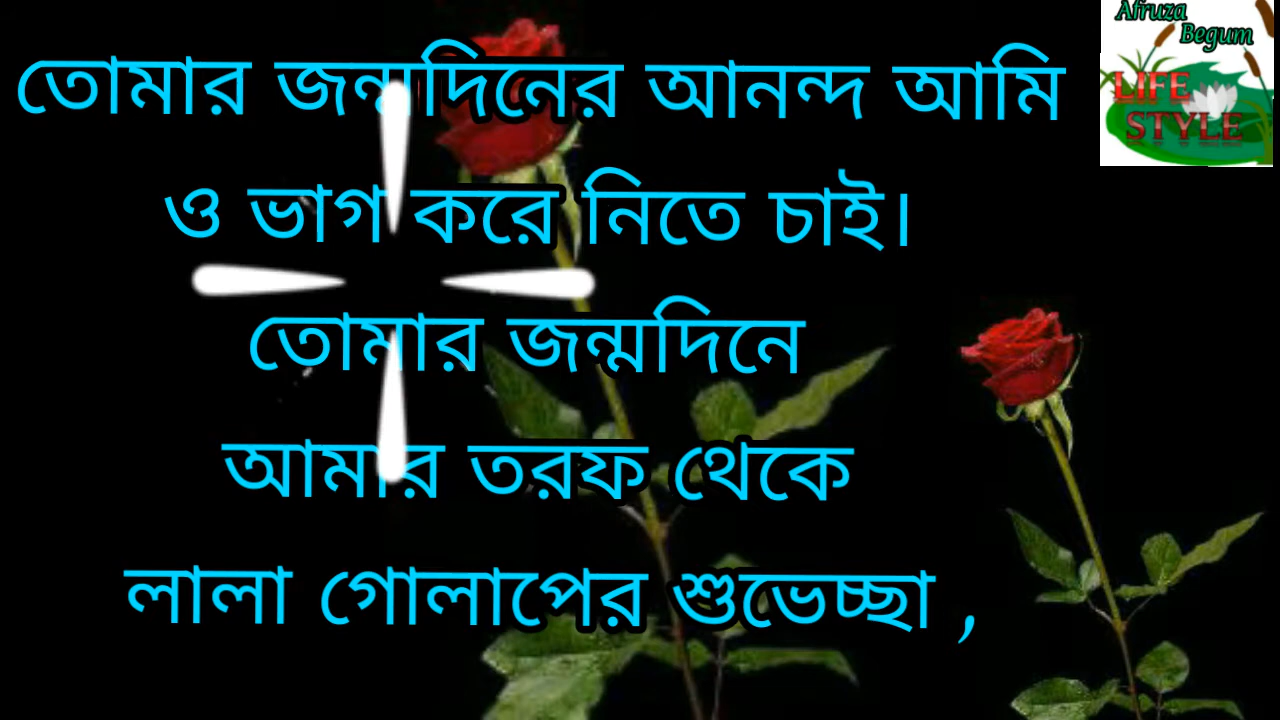 তোমার জন্মদিনের আনন্দ আমি
ও ভাগ করে নিতে চাই।
তোমার জন্মদিনে
আমার তরফ থেকে
লালা গোলাপের শুভেচ্ছা ,
Afruza
Begum
LIFE
STYLE